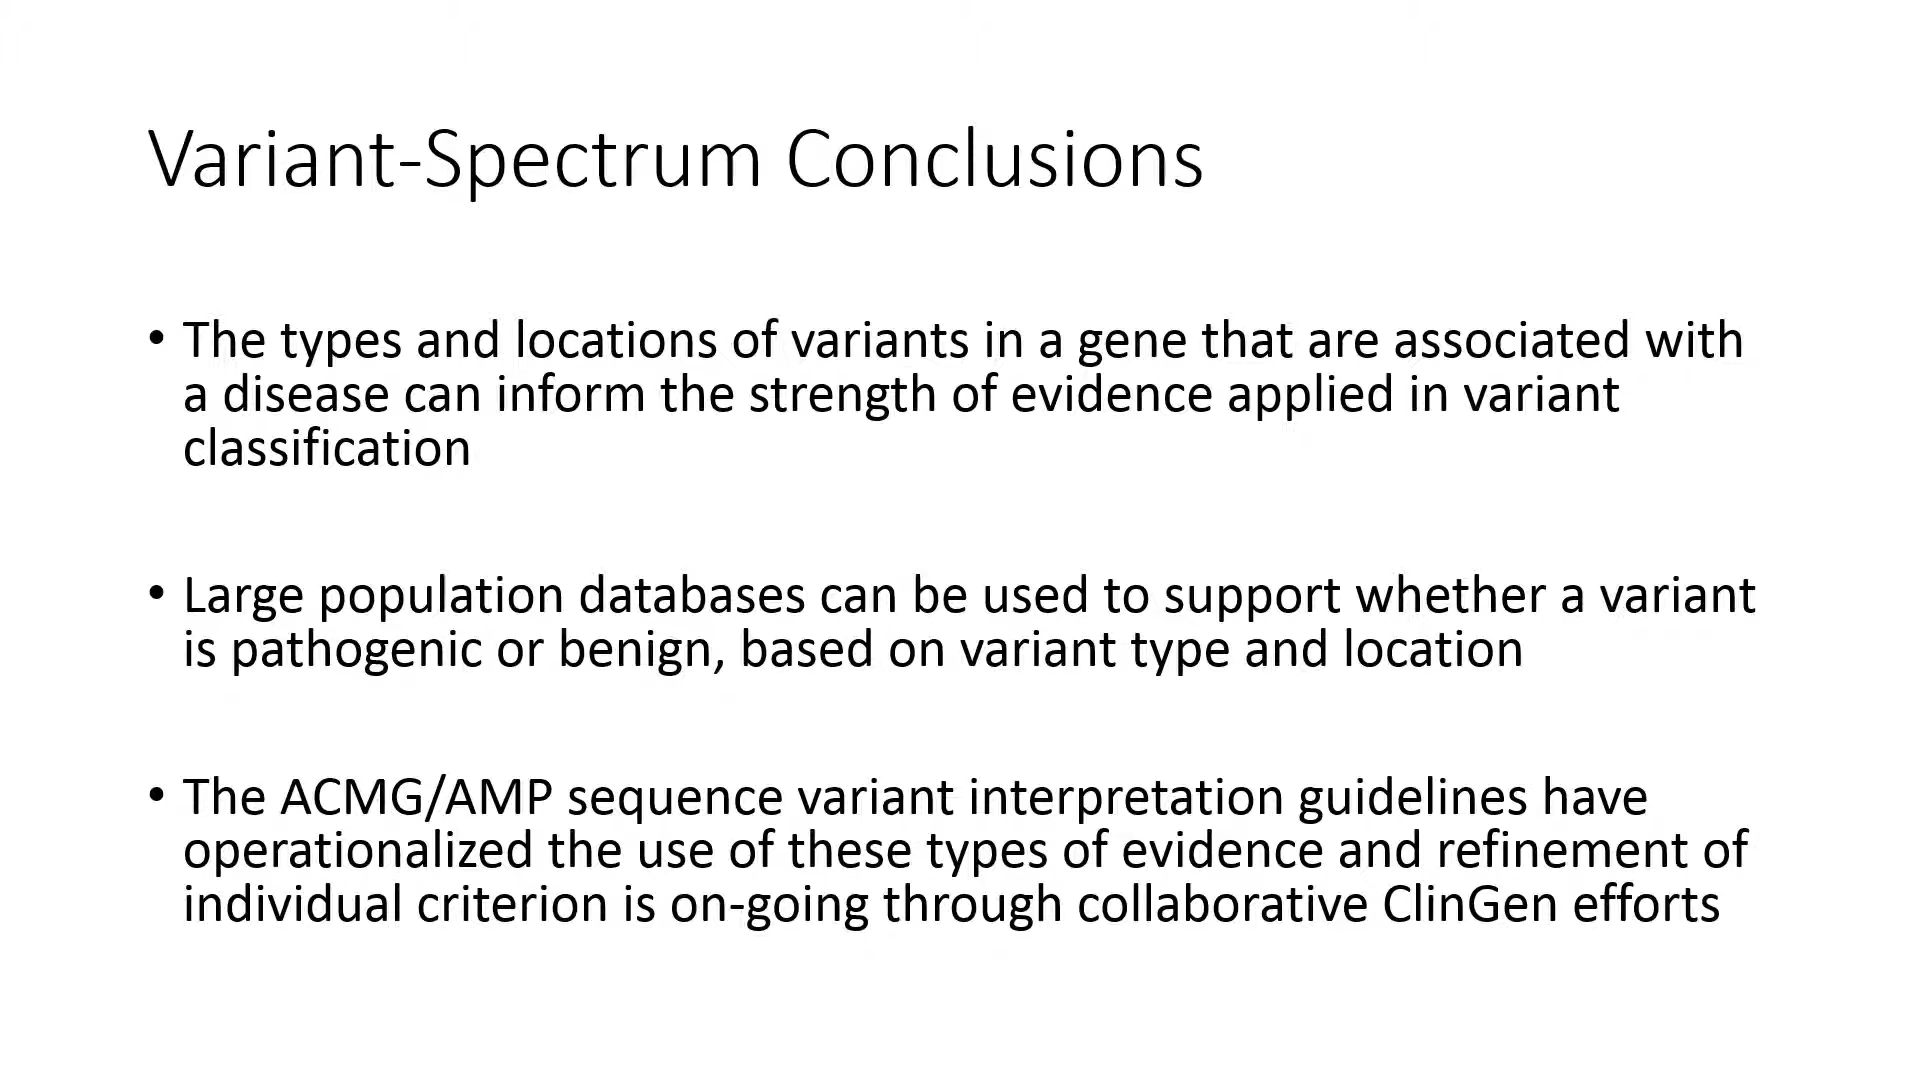 Variant-Spectrum Conclusions
• The types and locations of variants in a gene that are associated with
a disease can inform the strength of evidence applied in variant
classification
• Large population databases can be used to support whether a variant
is pathogenic or benign, based on variant type and location
• The ACMG/AMP sequence variant interpretation guidelines have
operationalized the use of these types of evidence and refinement of
individual criterion is on-going through collaborative ClinGen efforts